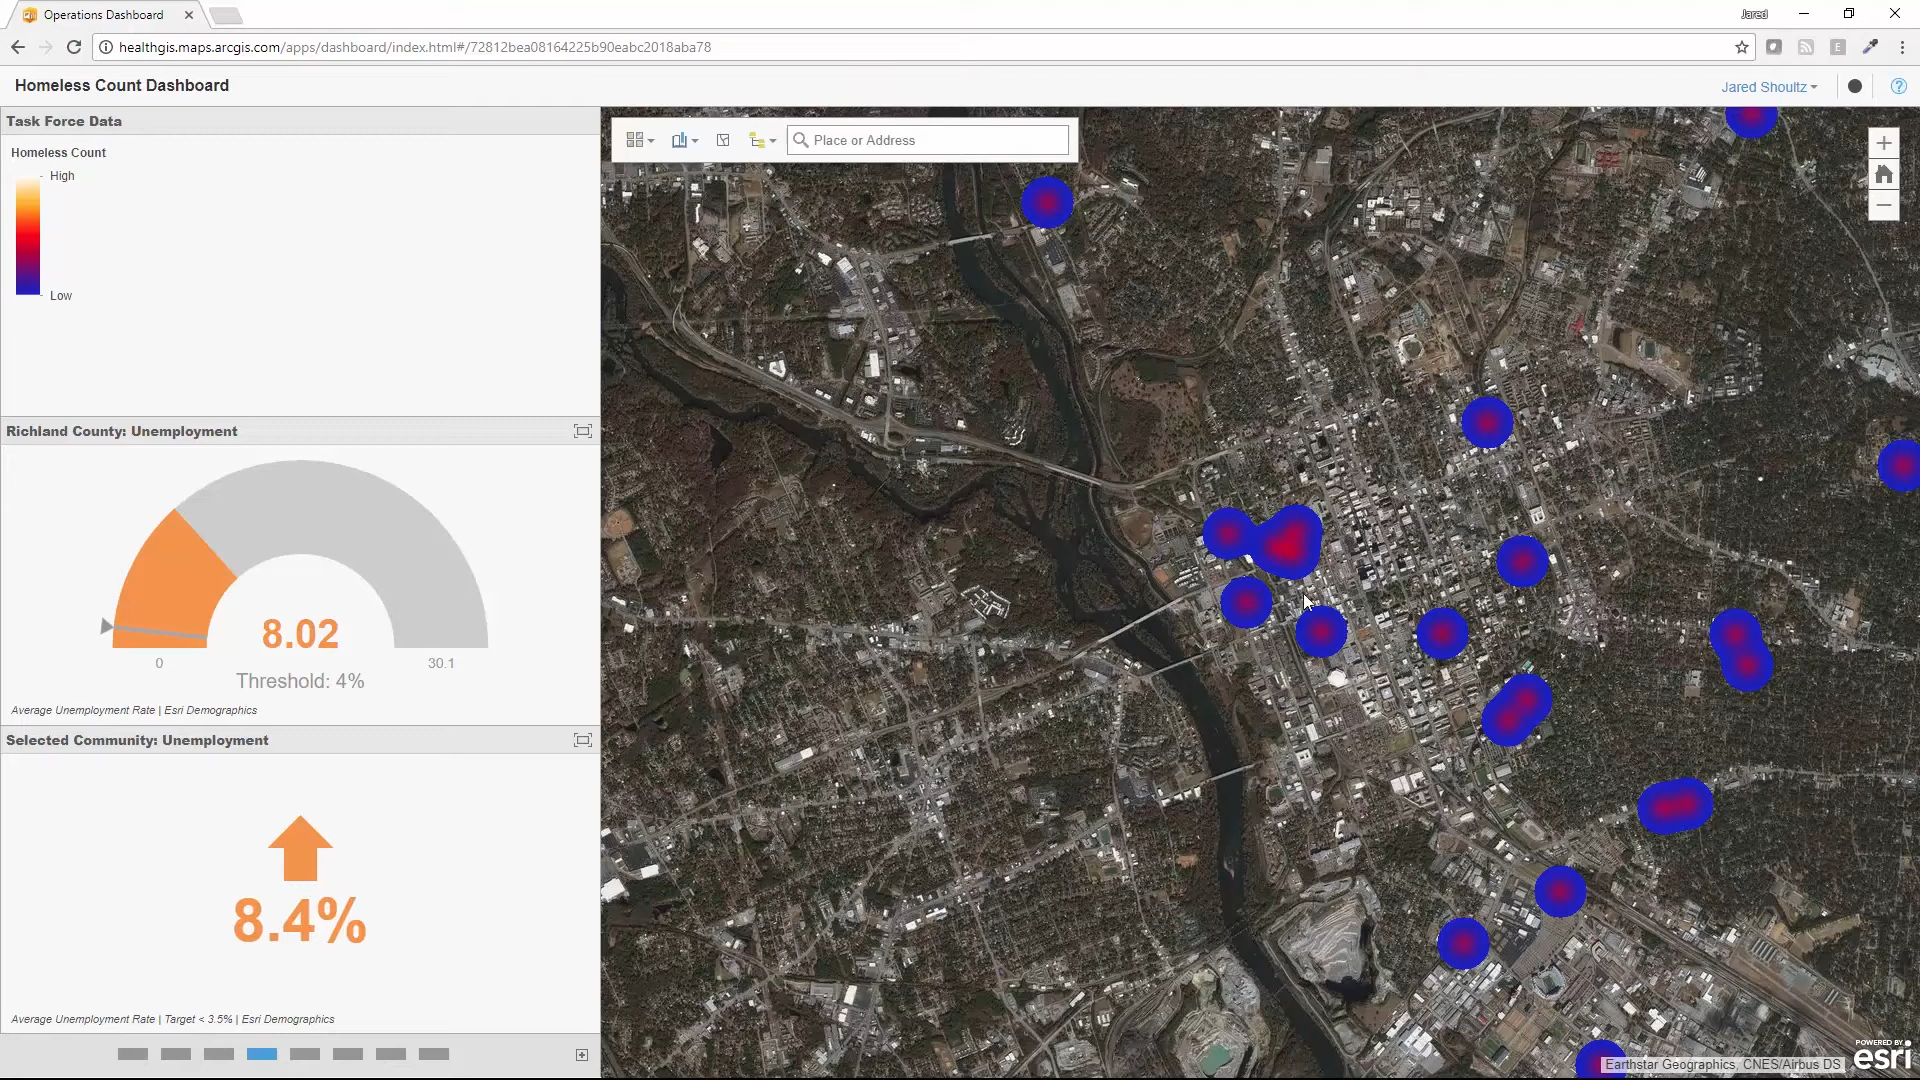 Operations Dashboard
Jared
healthgis.maps.arcgis.com/apps/dashboard/index.html#/72812bea08164225b90eabc2018aba78
E
Homeless Count Dashboard
Jared Shoultz
?
Task Force Data
Homeless Count
High
Low
Place or Address
Richland County: Unemployment
8.02
0
30.1
Threshold: 4%
Average Unemployment Rate | Esri Demographics
Selected Community: Unemployment
8.4%
Average Unemployment Rate | Target < 3.5% | Esri Demographics
Earthstar Geographics, CNES/Airbus DS
POWERED BY
esri